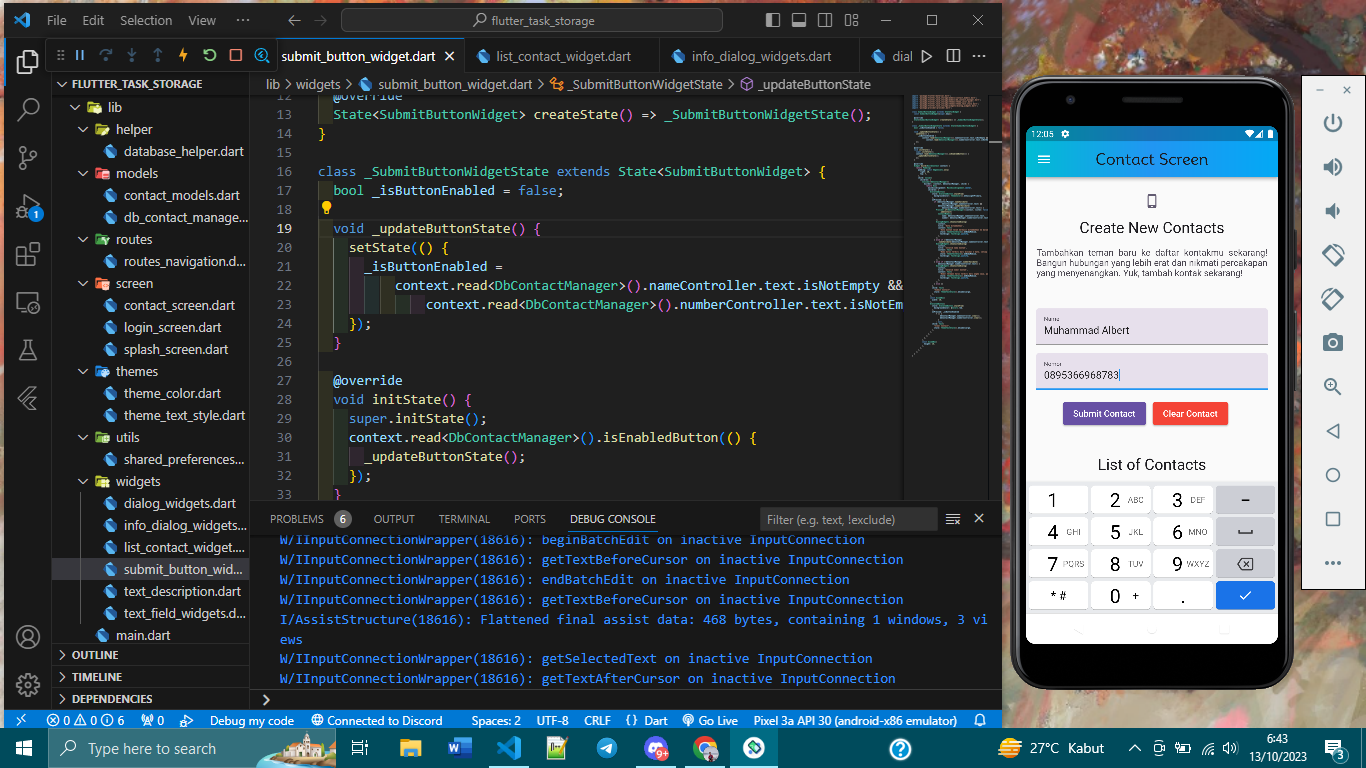 File Edit Selection View ··· flutter_task_storage
submit_button_widget.dart list_contact_widget.dart info_dialog_widgets.dart dial
FLUTTER_TASK_STORAGE
lib
helper
database_helper.dart
models
contact_models.dart
db_contact_manage...
routes
routes_navigation.d...
screen
contact_screen.dart
login_screen.dart
splash_screen.dart
themes
theme_color.dart
theme_text_style.dart
utils
shared_preferences...
widgets
dialog_widgets.dart
info_dialog_widgets...
list_contact_widget....
submit_button_wid...
text_description.dart
text_field_widgets.d...
main.dart
OUTLINE
TIMELINE
DEPENDENCIES
1
lib > widgets > submit_button_widget.dart > _SubmitButtonWidgetState > _updateButtonState
12 @override
13 State<SubmitButtonWidget> createState() => _SubmitButtonWidgetState();
14 }
15
16 class _SubmitButtonWidgetState extends State<SubmitButtonWidget> {
17 bool _isButtonEnabled = false;
18
19 void _updateButtonState() {
20 setState(() {
21 _isButtonEnabled =
22 context.read<DbContactManager>().nameController.text.isNotEmpty &&
23 context.read<DbContactManager>().numberController.text.isNotEm
24 });
25 }
26
27 @override
28 void initState() {
29 super.initState();
30 context.read<DbContactManager>().isEnabledButton(() {
31 _updateButtonState();
32 });
33 }
PROBLEMS 6 OUTPUT TERMINAL PORTS DEBUG CONSOLE Filter (e.g. text, !exclude)
W/IInputConnectionWrapper(18616): beginBatchEdit on inactive InputConnection
W/IInputConnectionWrapper(18616): getTextBeforeCursor on inactive InputConnection
W/IInputConnectionWrapper(18616): endBatchEdit on inactive InputConnection
W/IInputConnectionWrapper(18616): getTextBeforeCursor on inactive InputConnection
I/AssistStructure(18616): Flattened final assist data: 468 bytes, containing 1 windows, 3 vi
ews
W/IInputConnectionWrapper(18616): getSelectedText on inactive InputConnection
W/IInputConnectionWrapper(18616): getTextAfterCursor on inactive InputConnection
>
0 0 6 0 Debug my code Connected to Discord Spaces: 2 UTF-8 CRLF {} Dart Go Live Pixel 3a API 30 (android-x86 emulator)
12:05
Contact Screen
Create New Contacts
Tambahkan teman baru ke daftar kontakmu sekarang!
Bangun hubungan yang lebih erat dan nikmati percakapan
yang menyenangkan. Yuk, tambah kontak sekarang!
Name
Muhammad Albert
Nomor
0895366968783
Submit Contact Clear Contact
List of Contacts
1 2 ABC 3 DEF –
4 GHI 5 JKL 6 MNO
7 PQRS 8 TUV 9 WXYZ
* # 0 + .
Type here to search
27°C Kabut
6:43
13/10/2023
3